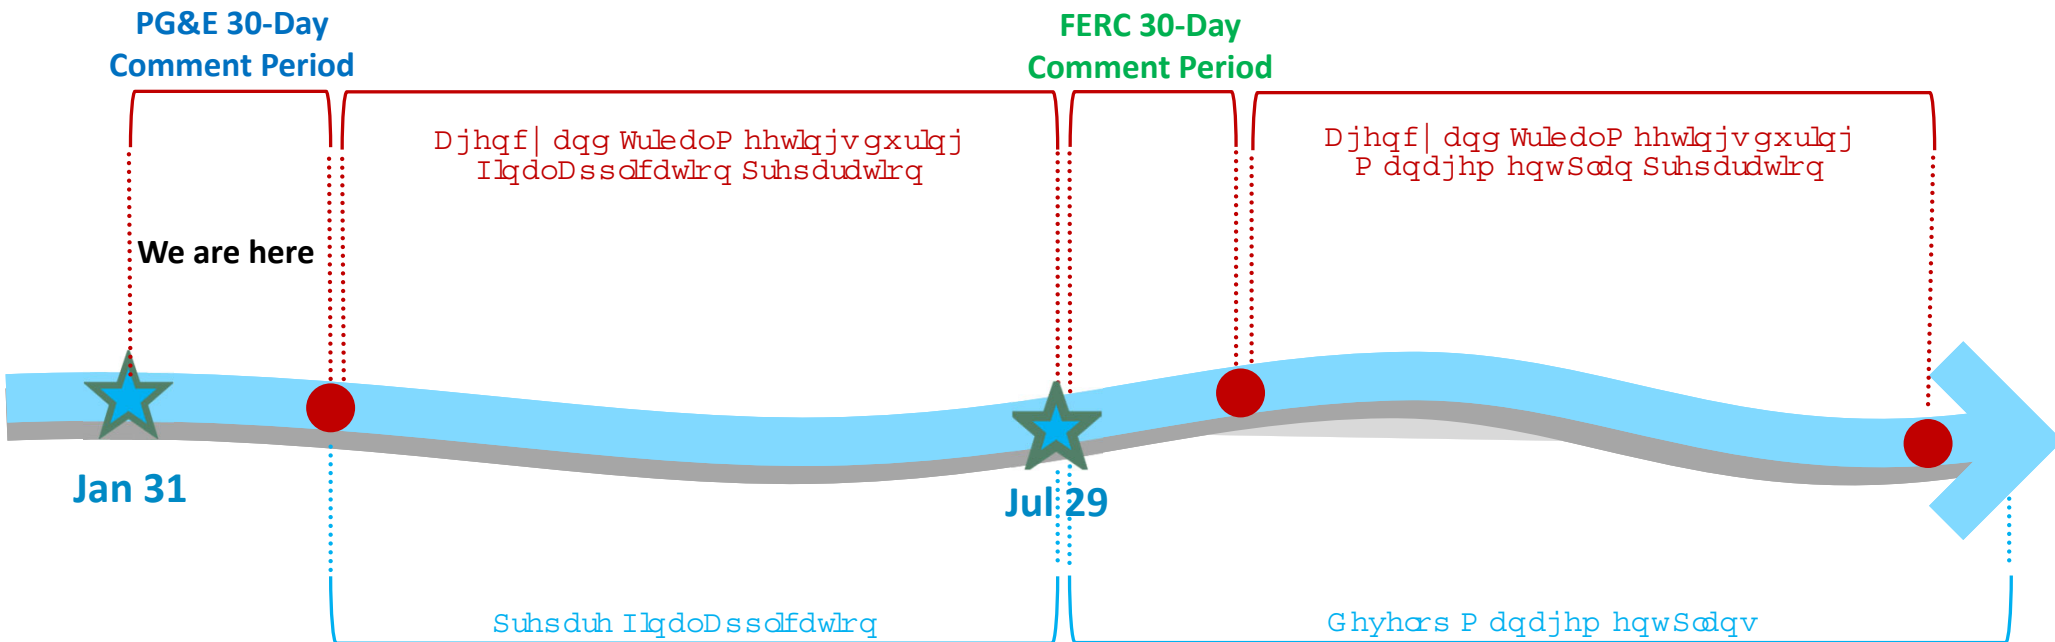 PG&E 30-Day
Comment Period
FERC 30-Day
Comment Period
Djhqf| dqg WuledoP hhwlqjv gxulqj
IlqdoDssolfdwlrq Suhsdudwlrq
Djhqf| dqg WuledoP hhwlqjv gxulqj
P dqdjhp hqwSodq Suhsdudwlrq
We are here
Jan 31
Jul 29
Suhsduh IlqdoDssolfdwlrq
Ghyhors P dqdjhp hqwSodqv